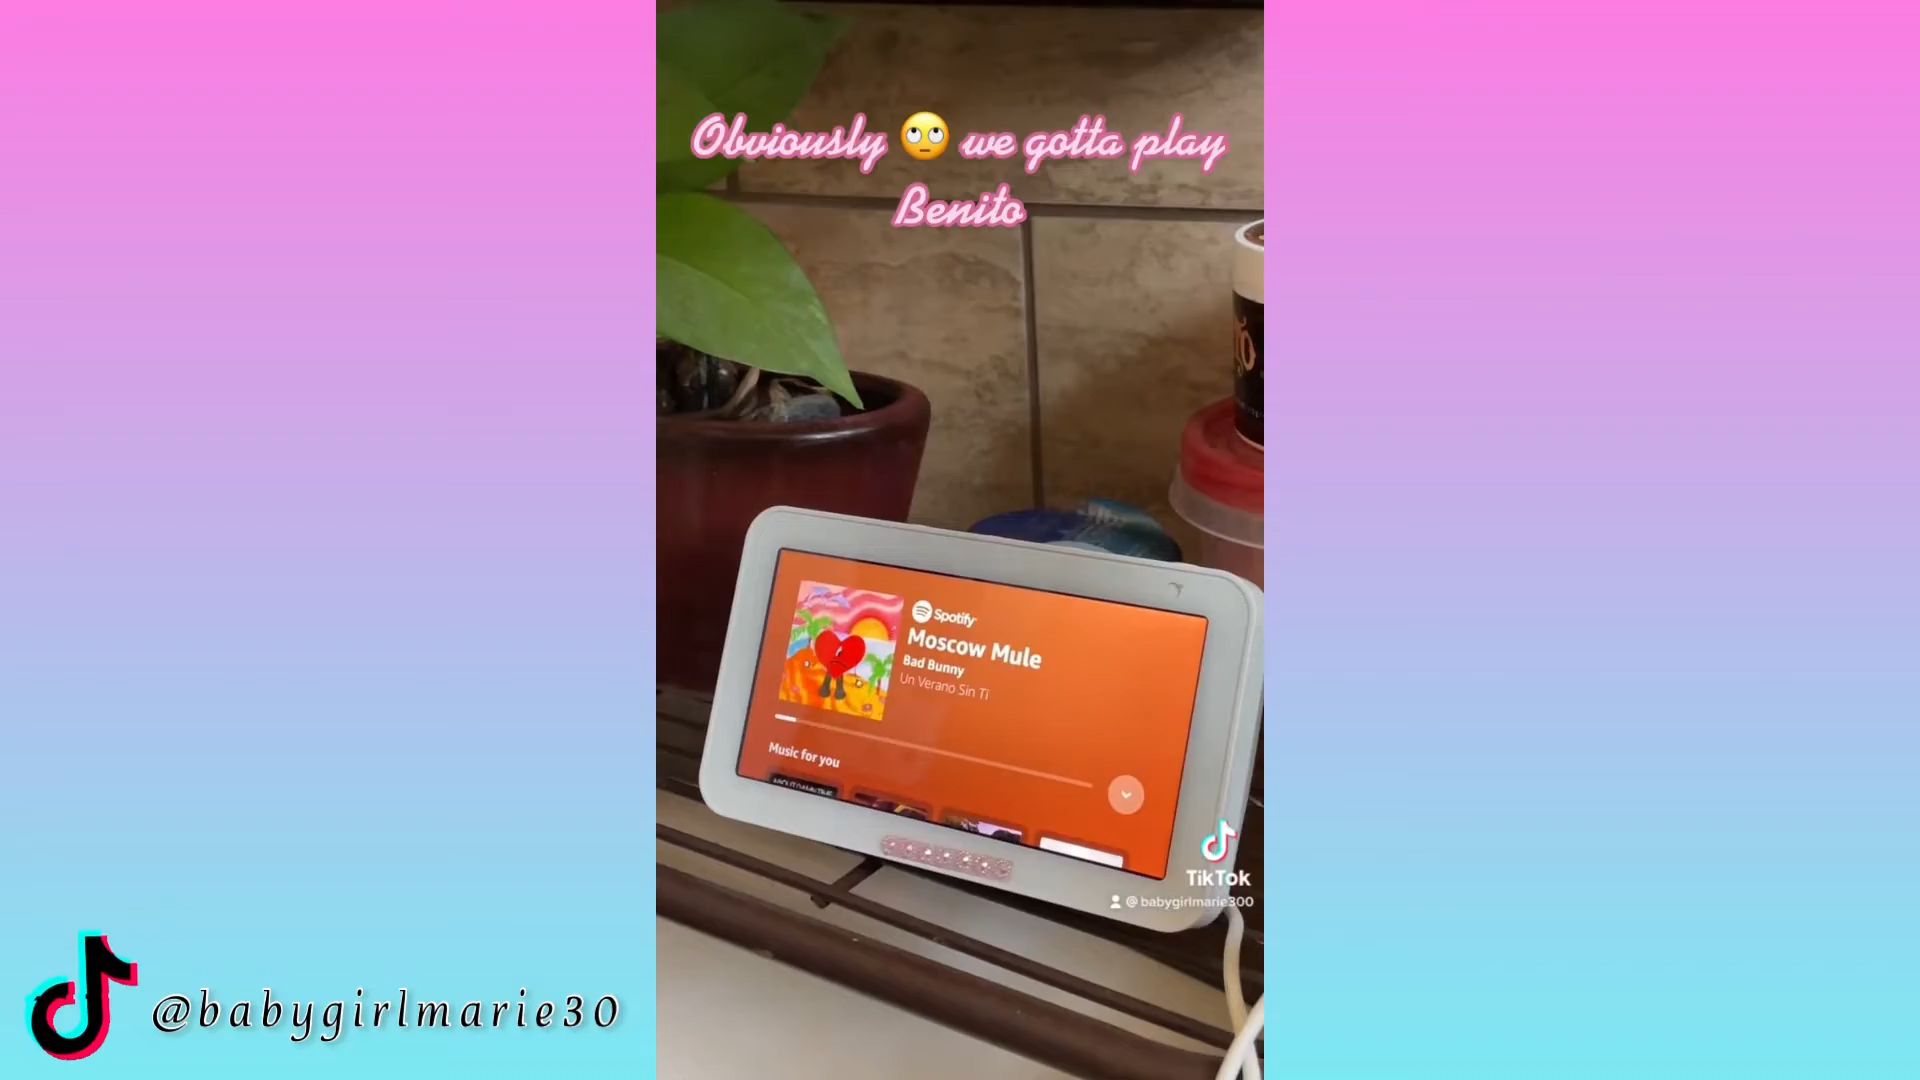 Obviously 🙄 we gotta play
Benito
Spotify
Moscow Mule
Bad Bunny
Un Verano Sin Ti
Music for you
TikTok
@babygirlmarie300
@babygirlmarie30